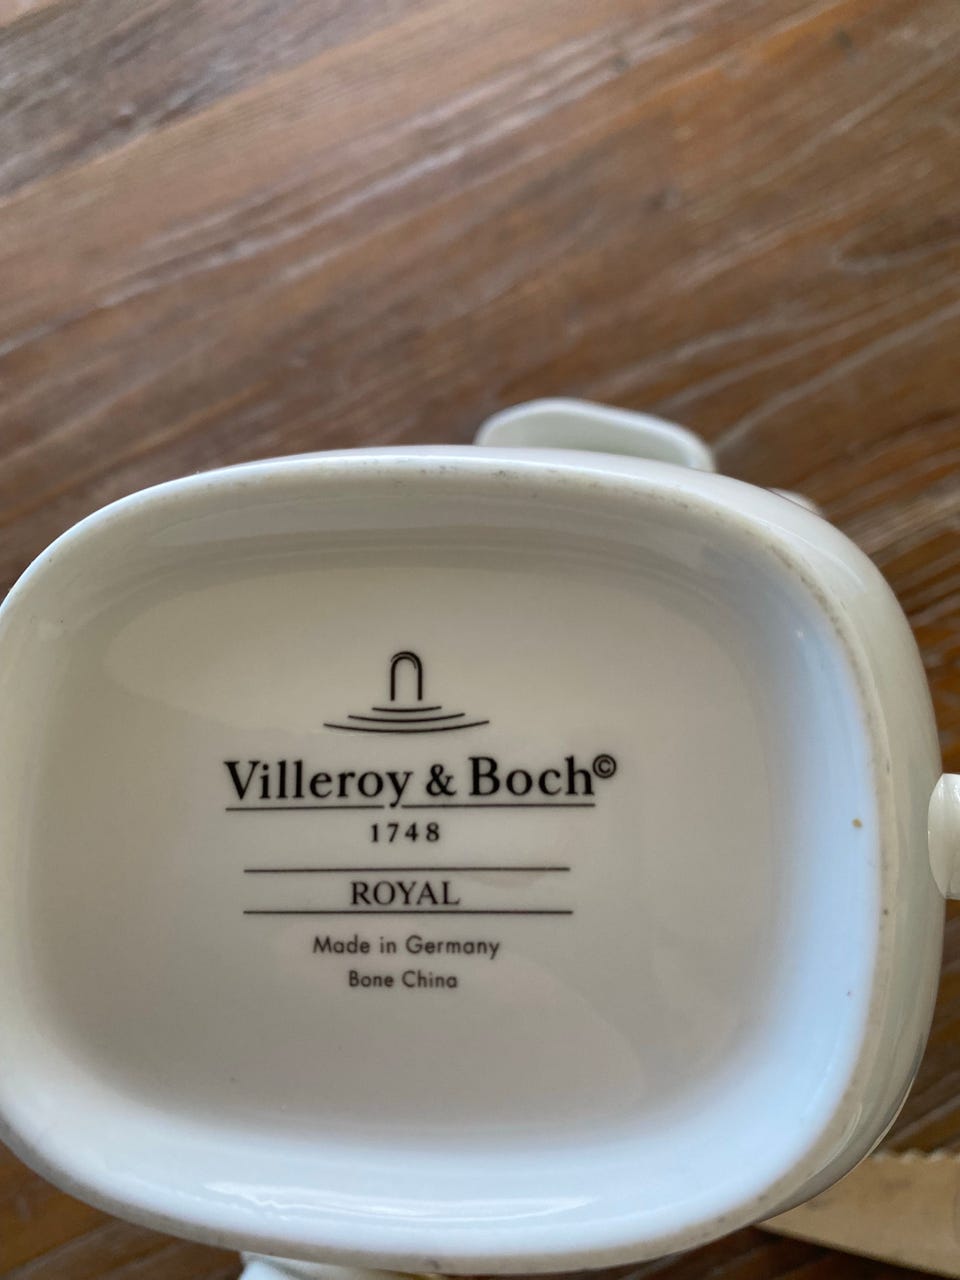 Villeroy & Boch©
1748
ROYAL
Made in Germany
Bone China